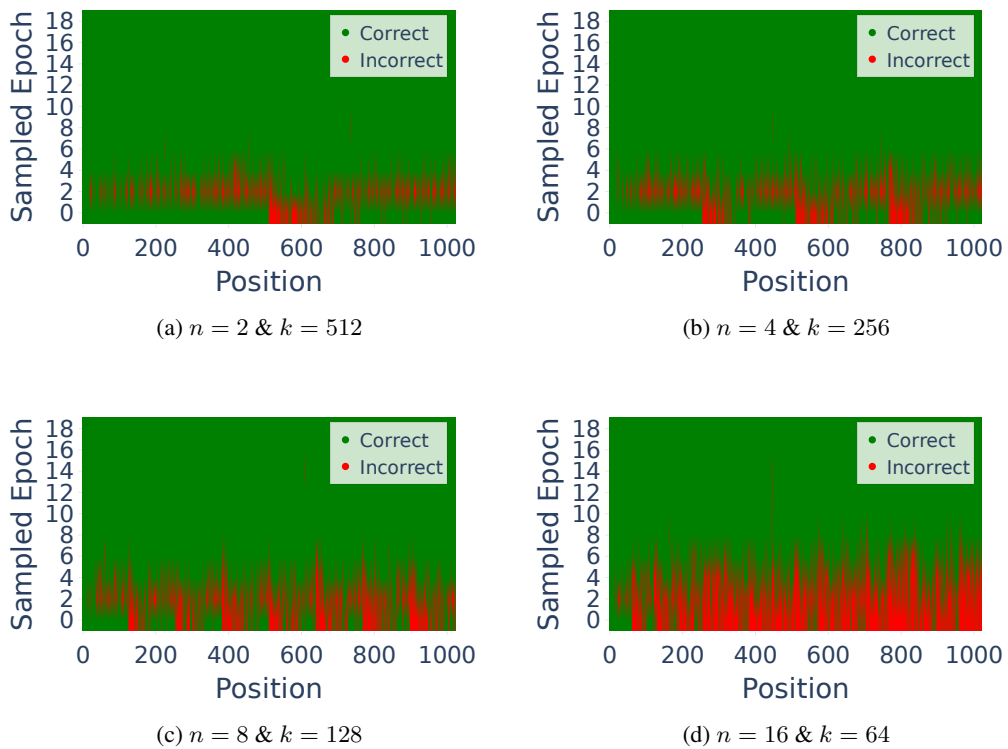 18
16
14
12
10
8
6
4
2
0
Sampled Epoch
Correct
Incorrect
0 200 400 600 800 1000
Position
(a) n = 2 & k = 512
18
16
14
12
10
8
6
4
2
0
Sampled Epoch
Correct
Incorrect
0 200 400 600 800 1000
Position
(b) n = 4 & k = 256
18
16
14
12
10
8
6
4
2
0
Sampled Epoch
Correct
Incorrect
0 200 400 600 800 1000
Position
(c) n = 8 & k = 128
18
16
14
12
10
8
6
4
2
0
Sampled Epoch
Correct
Incorrect
0 200 400 600 800 1000
Position
(d) n = 16 & k = 64